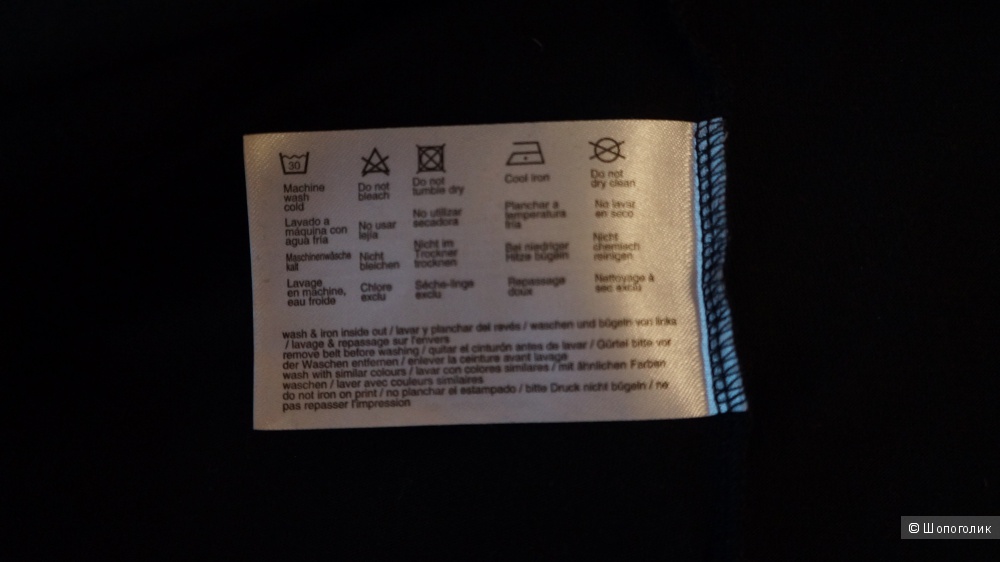 30
Machine
wash
cold
Do not
bleach
Do not
tumble dry
Cool iron
Do not
dry clean
Lavado a
máquina con
agua fría
No usar
lejía
No utilizar
secadora
Planchar a
temperatura
fría
No lavar
en seco
Maschinenwäsche
kalt
Nicht
bleichen
Nicht im
Trockner
trocknen
Bei niedriger
Hitze bügeln
Nicht
chemisch
reinigen
Lavage
en machine,
eau froide
Chlore
exclu
Sèche-linge
exclu
Repassage
doux
Nettoyage à
sec exclu
wash & iron inside out / lavar y planchar del revés / waschen und bügeln von links
/ lavage & repassage sur l'envers
remove belt before washing / quitar el cinturón antes de lavar / Gürtel bitte vor
der Waschen entfernen / enlever la ceinture avant lavage
wash with similar colours / lavar con colores similares / mit ähnlichen Farben
waschen / laver avec couleurs similaires
do not iron on print / no planchar el estampado / bitte Druck nicht bügeln / ne
pas repasser l'impression
© Шопоголик